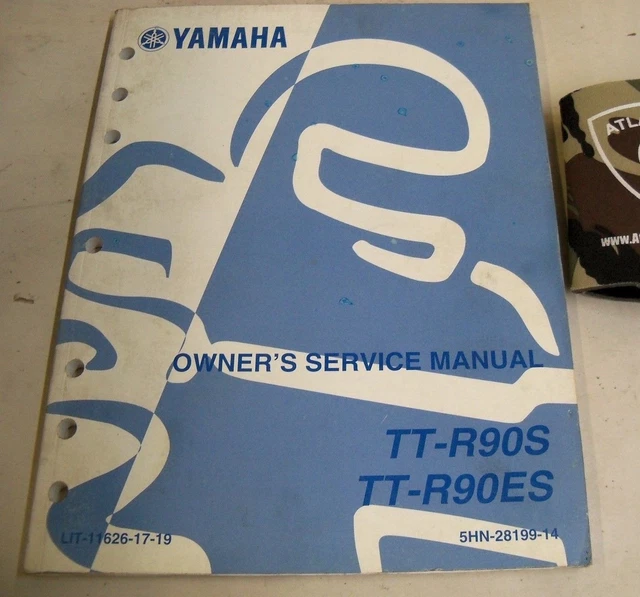 YAMAHA
OWNER'S SERVICE MANUAL
TT-R90S
TT-R90ES
LIT-11626-17-19
5HN-28199-14